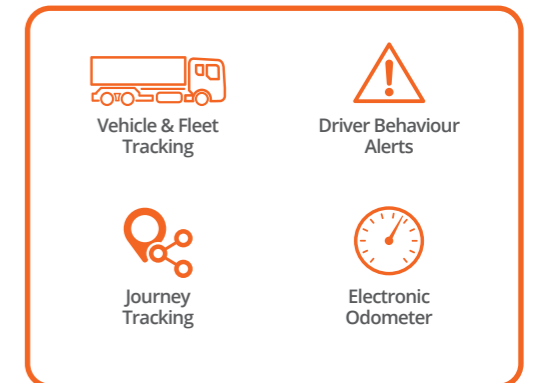 Vehicle & Fleet
Tracking
Driver Behaviour
Alerts
Journey
Tracking
Electronic
Odometer